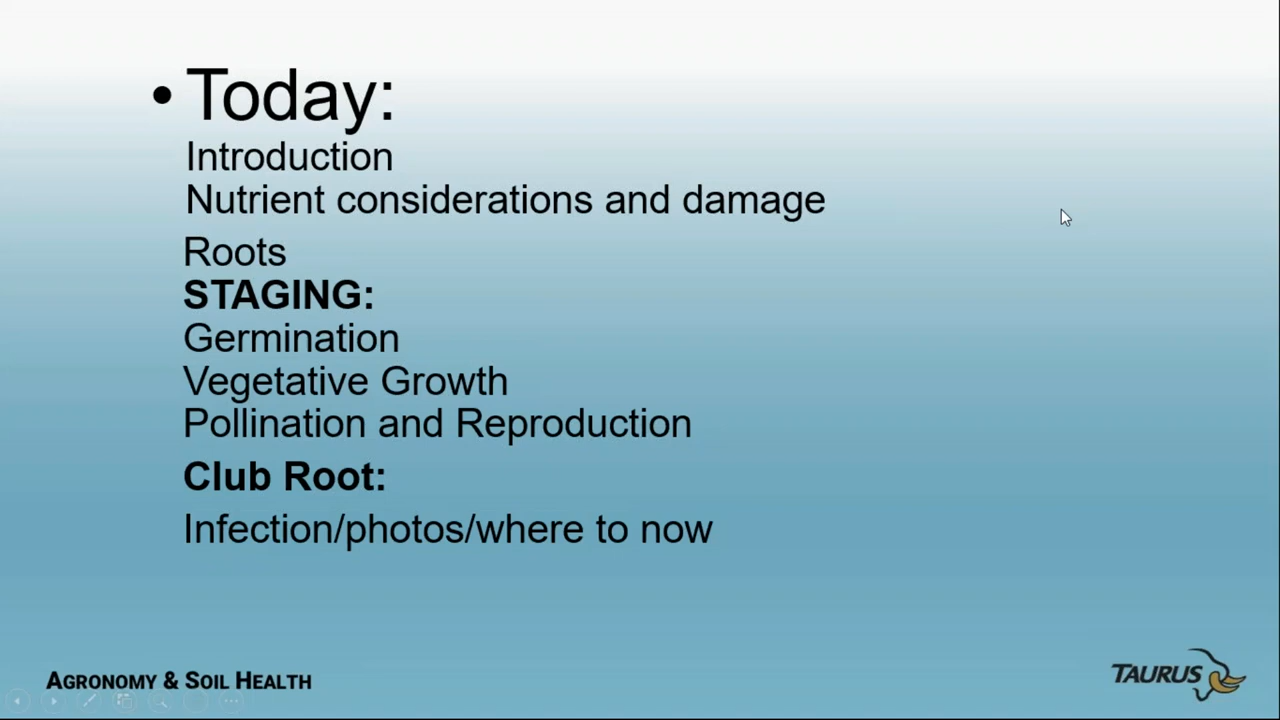 • Today:
Introduction
Nutrient considerations and damage
Roots
STAGING:
Germination
Vegetative Growth
Pollination and Reproduction
Club Root:
Infection/photos/where to now
AGRONOMY & SOIL HEALTH
TAURUS